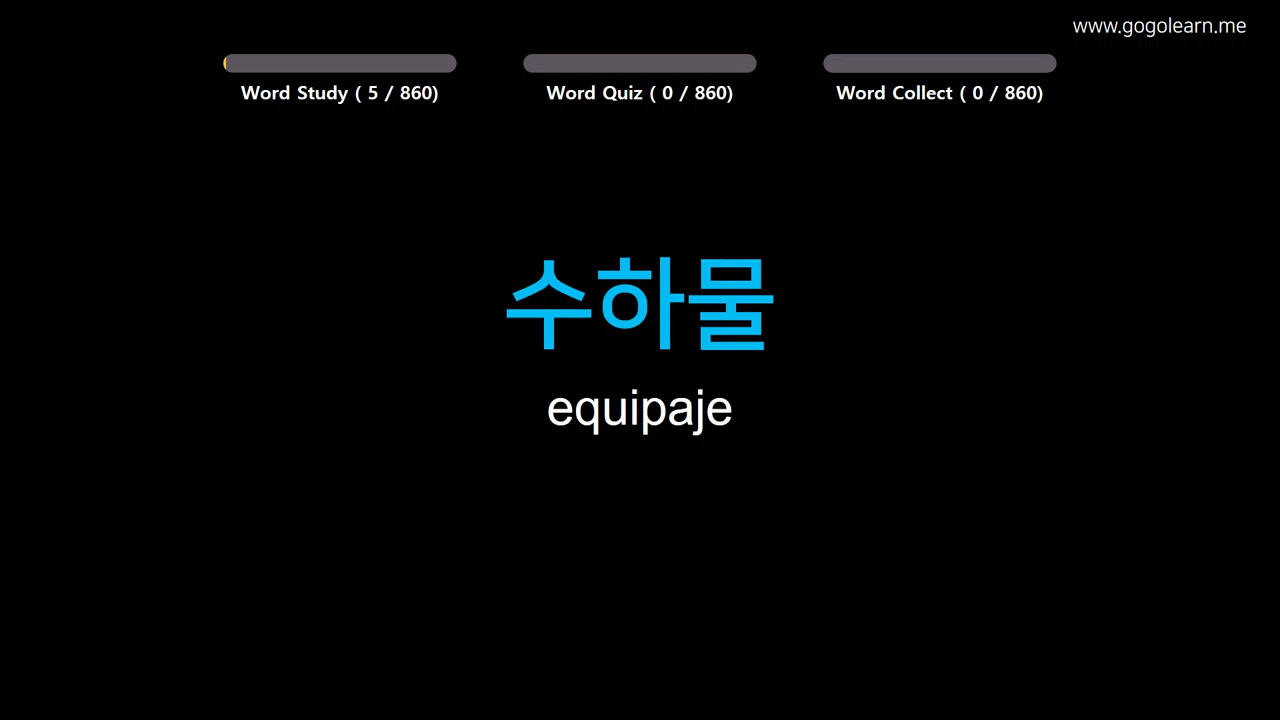 www.gogolearn.me
Word Study ( 5 / 860)
Word Quiz ( 0 / 860)
Word Collect ( 0 / 860)
수하물
equipaje